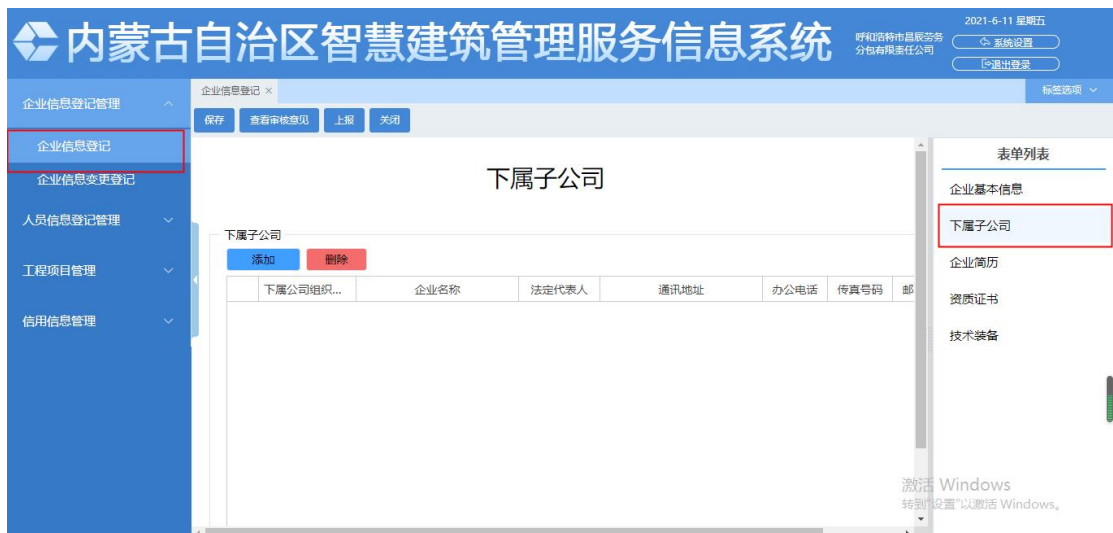 内蒙古自治区智慧建筑管理服务信息系统
呼和浩特市昌辰劳务
分包有限责任公司
2021-6-11 星期五
系统设置
退出登录
企业信息登记管理
企业信息登记
企业信息变更登记
人员信息登记管理
工程项目管理
信用信息管理
企业信息登记 ×
标签选项
保存 查看审核意见 上报 关闭
下属子公司
下属子公司
添加 删除
下属公司组织... 企业名称 法定代表人 通讯地址 办公电话 传真号码 邮
表单列表
企业基本信息
下属子公司
企业简历
资质证书
技术装备
激活 Windows
转到"设置"以激活 Windows。